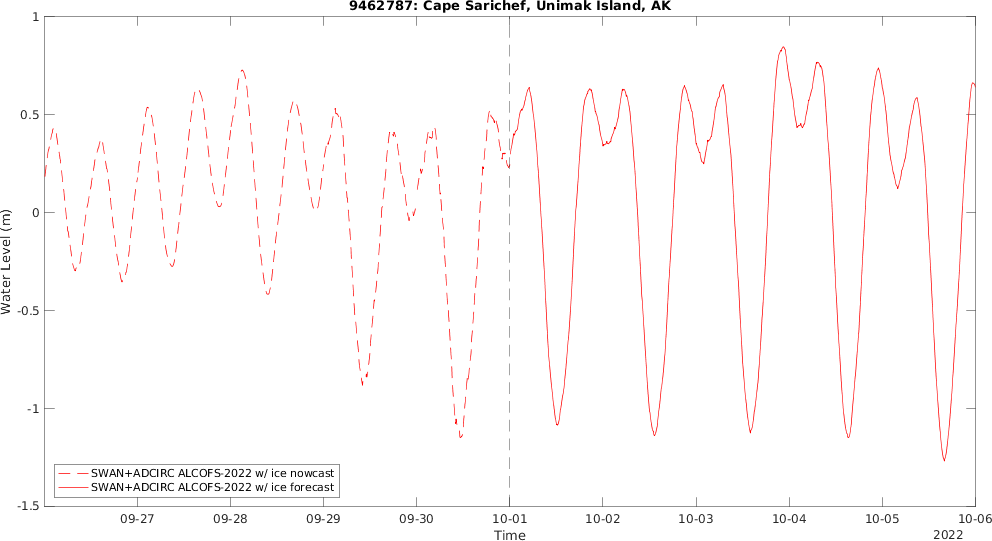 9462787: Cape Sarichef, Unimak Island, AK
1
0.5
0
-0.5
-1
-1.5
Water Level (m)
SWAN+ADCIRC ALCOFS-2022 w/ ice nowcast
SWAN+ADCIRC ALCOFS-2022 w/ ice forecast
09-27 09-28 09-29 09-30 10-01 10-02 10-03 10-04 10-05 10-06
Time
2022